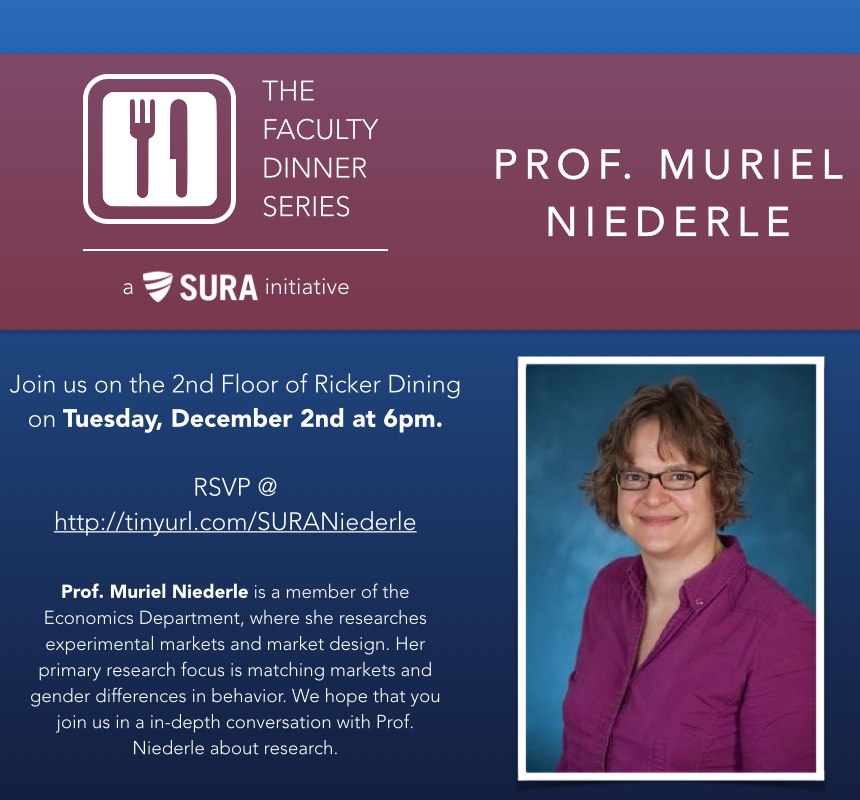 THE
FACULTY
DINNER
SERIES
a SURA initiative
PROF. MURIEL
NIEDERLE
Join us on the 2nd Floor of Ricker Dining
on Tuesday, December 2nd at 6pm.
RSVP @
http://tinyurl.com/SURANiederle
Prof. Muriel Niederle is a member of the
Economics Department, where she researches
experimental markets and market design. Her
primary research focus is matching markets and
gender differences in behavior. We hope that you
join us in a in-depth conversation with Prof.
Niederle about research.